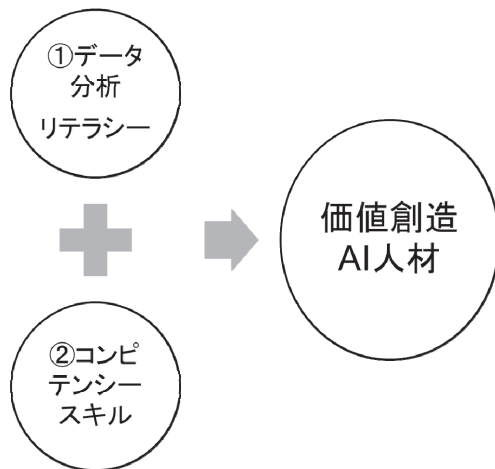 ①データ
分析
リテラシー
②コンピ
テンシー
スキル
価値創造
AI人材